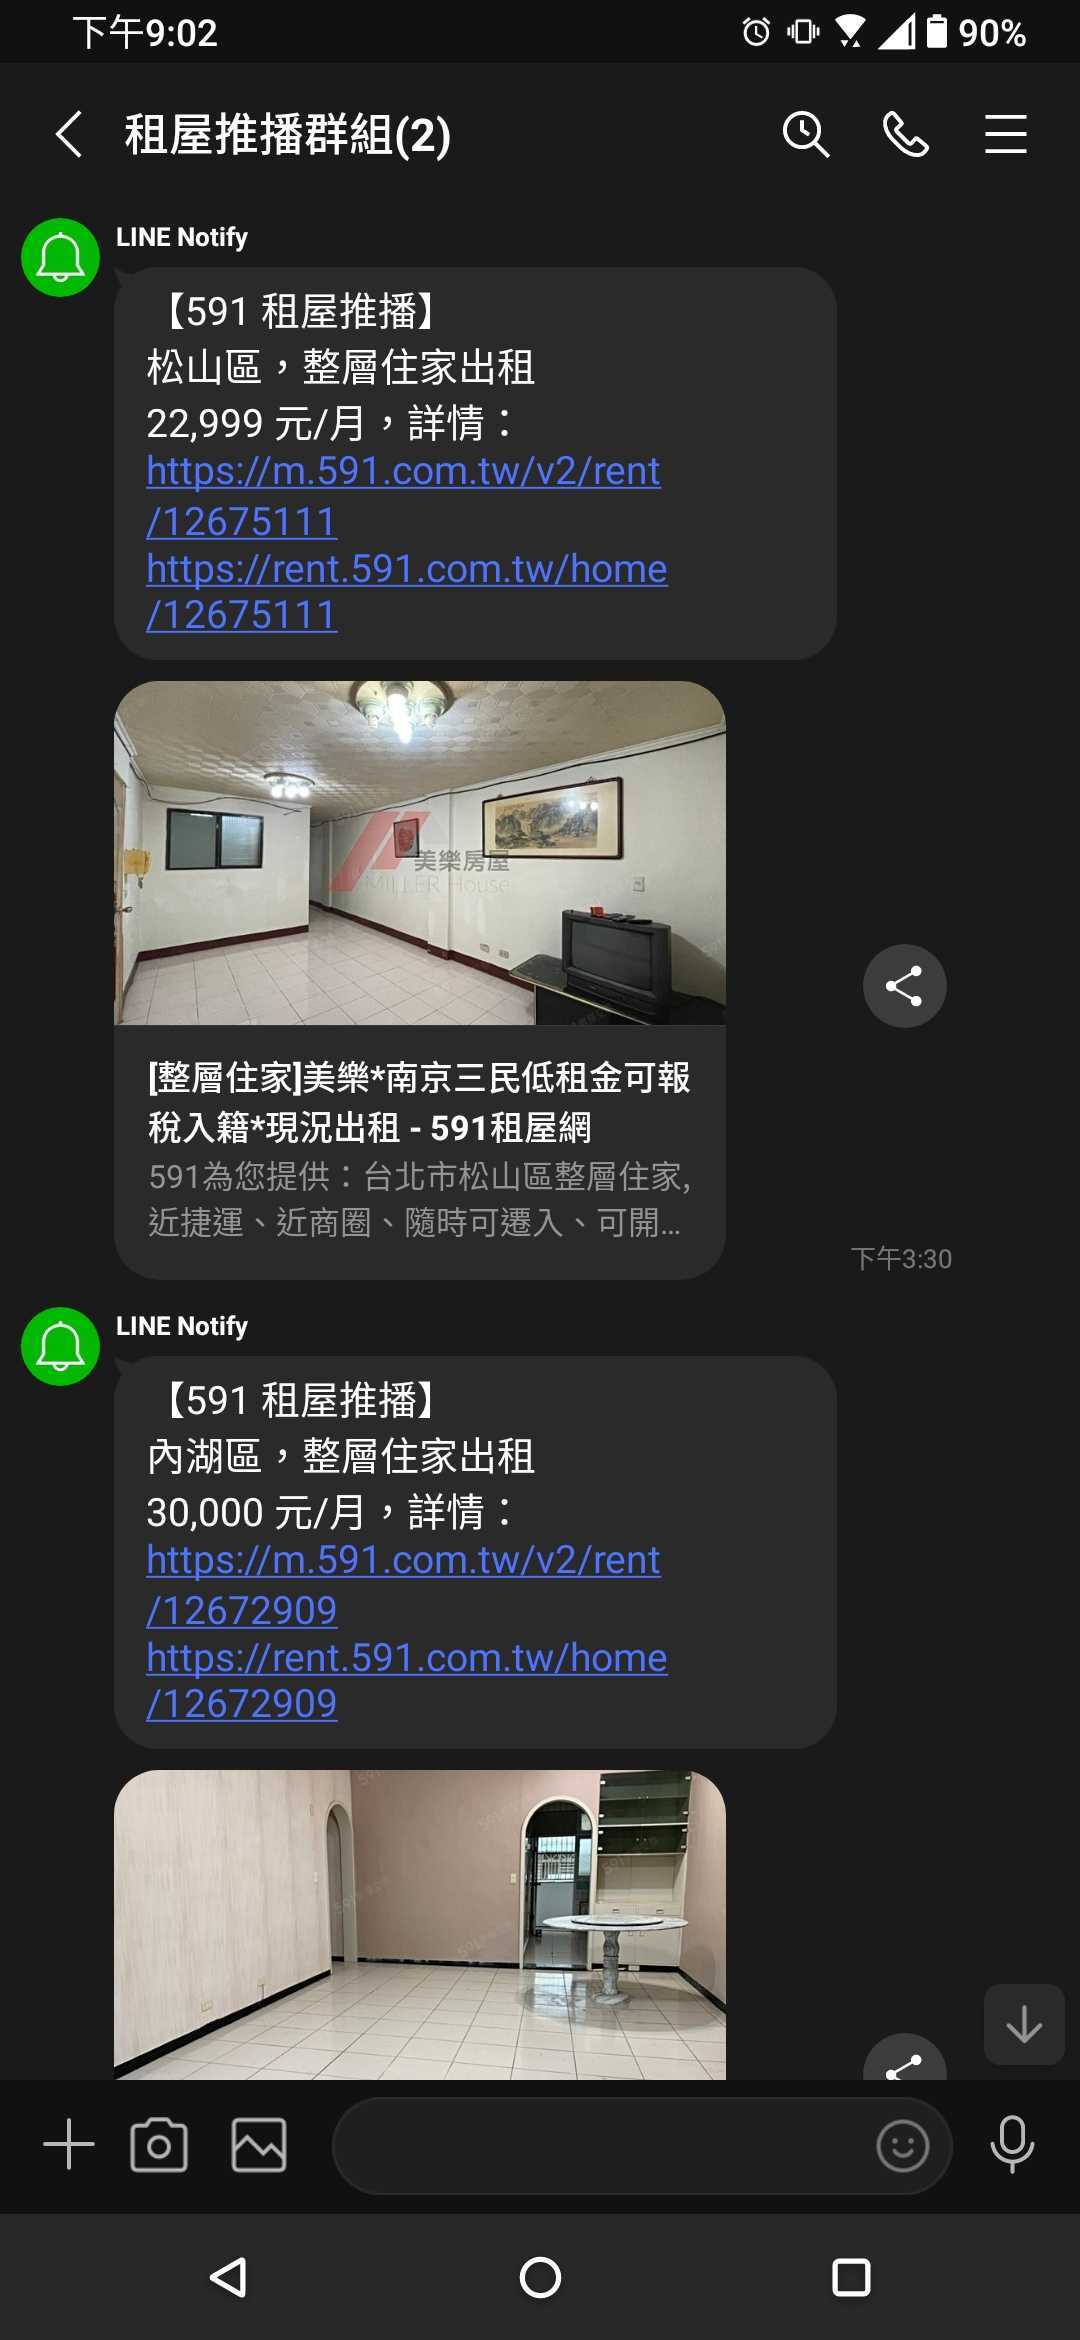 下午9:02
90%
租屋推播群組(2)
LINE Notify
【591 租屋推播】
松山區，整層住家出租
22,999 元/月，詳情：
https://m.591.com.tw/v2/rent
/12675111
https://rent.591.com.tw/home
/12675111
美樂房屋
MILLER House
[整層住家]美樂*南京三民低租金可報
稅入籍*現況出租 - 591租屋網
591為您提供：台北市松山區整層住家,
近捷運、近商圈、隨時可遷入、可開...
下午3:30
LINE Notify
【591 租屋推播】
內湖區，整層住家出租
30,000 元/月，詳情：
https://m.591.com.tw/v2/rent
/12672909
https://rent.591.com.tw/home
/12672909